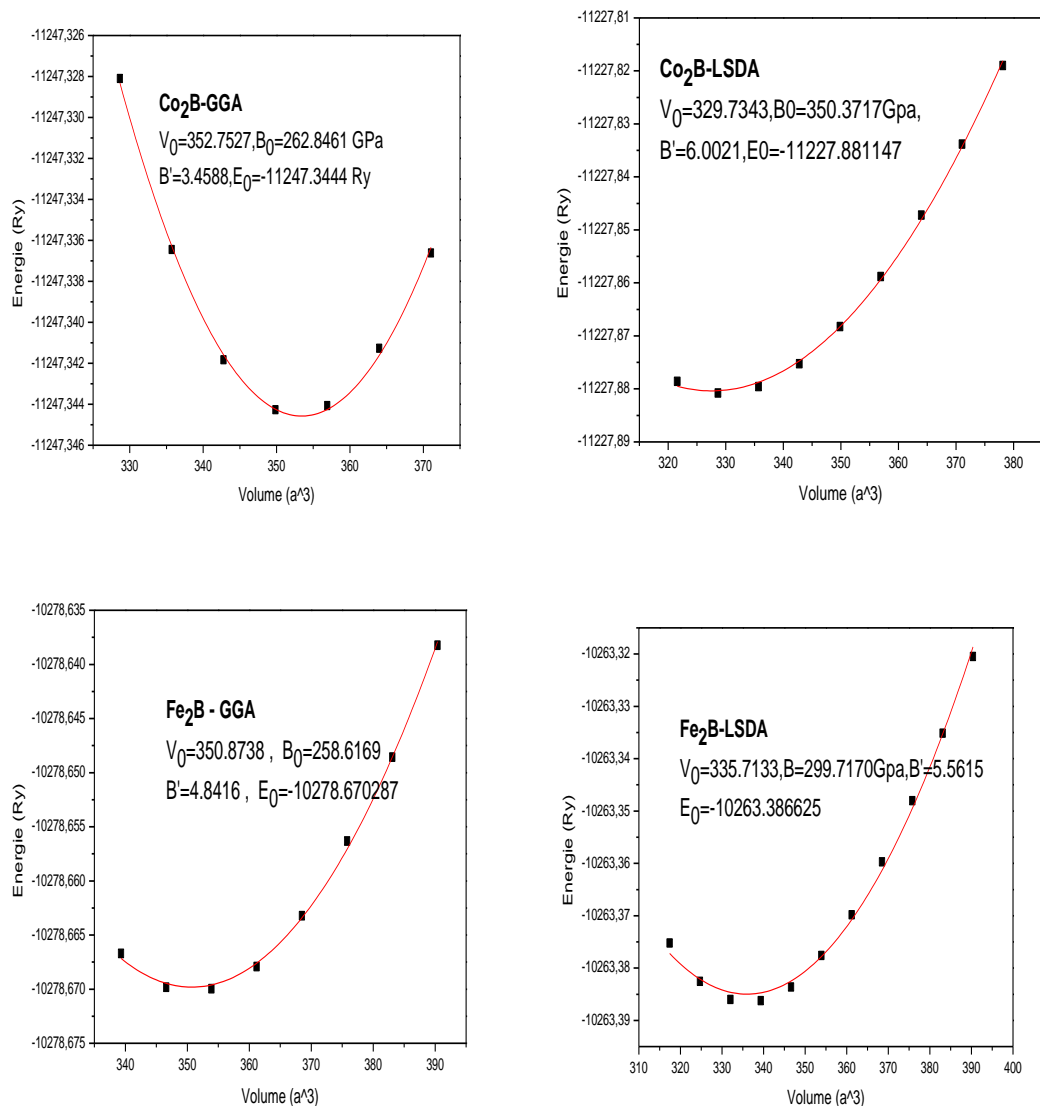 -11247,326
-11247,328
-11247,330
-11247,332
-11247,334
-11247,336
-11247,338
-11247,340
-11247,342
-11247,344
-11247,346
Energie (Ry)
Co2B-GGA
V0=352.7527,B0=262.8461 GPa
B'=3.4588,E0=-11247.3444 Ry
330 340 350 360 370
Volume (a^3)
-11227,81
-11227,82
-11227,83
-11227,84
-11227,85
-11227,86
-11227,87
-11227,88
-11227,89
Energie (Ry)
Co2B-LSDA
V0=329.7343,B0=350.3717Gpa,
B'=6.0021,E0=-11227.881147
320 330 340 350 360 370 380
Volume (a^3)
-10278,635
-10278,640
-10278,645
-10278,650
-10278,655
-10278,660
-10278,665
-10278,670
-10278,675
Energie (Ry)
Fe2B - GGA
V0=350.8738 , B0=258.6169
B'=4.8416 , E0=-10278.670287
340 350 360 370 380 390
Volume (a^3)
-10263,32
-10263,33
-10263,34
-10263,35
-10263,36
-10263,37
-10263,38
-10263,39
Energie (Ry)
Fe2B-LSDA
V0=335.7133,B=299.7170Gpa,B'=5.5615
E0=-10263.386625
310 320 330 340 350 360 370 380 390 400
Volume (a^3)